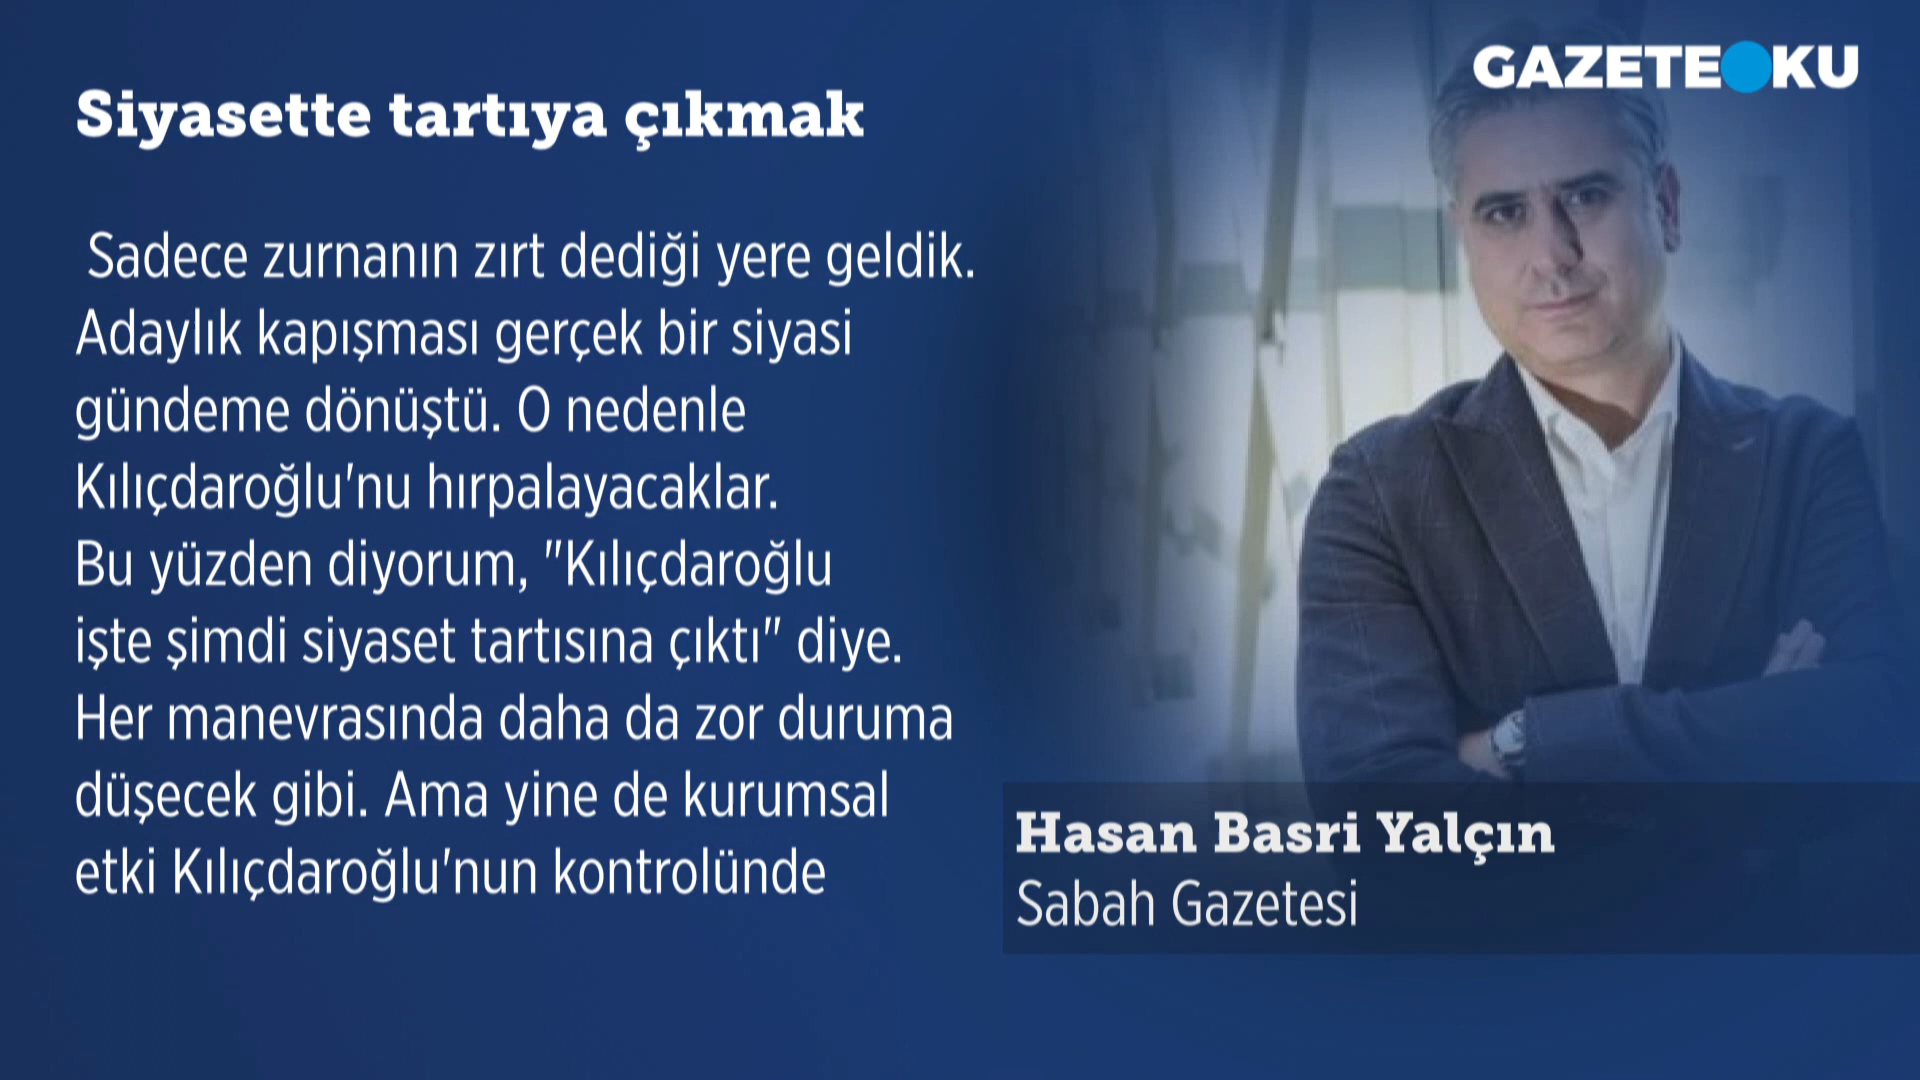 GAZETE KU
Siyasette tartıya çıkmak
Sadece zurnanın zırt dediği yere geldik.
Adaylık kapışması gerçek bir siyasi
gündeme dönüştü. O nedenle
Kılıçdaroğlu'nu hırpalayacaklar.
Bu yüzden diyorum, "Kılıçdaroğlu
işte şimdi siyaset tartısına çıktı" diye.
Her manevrasında daha da zor duruma
düşecek gibi. Ama yine de kurumsal
etki Kılıçdaroğlu'nun kontrolünde
Hasan Basri Yalçın
Sabah Gazetesi